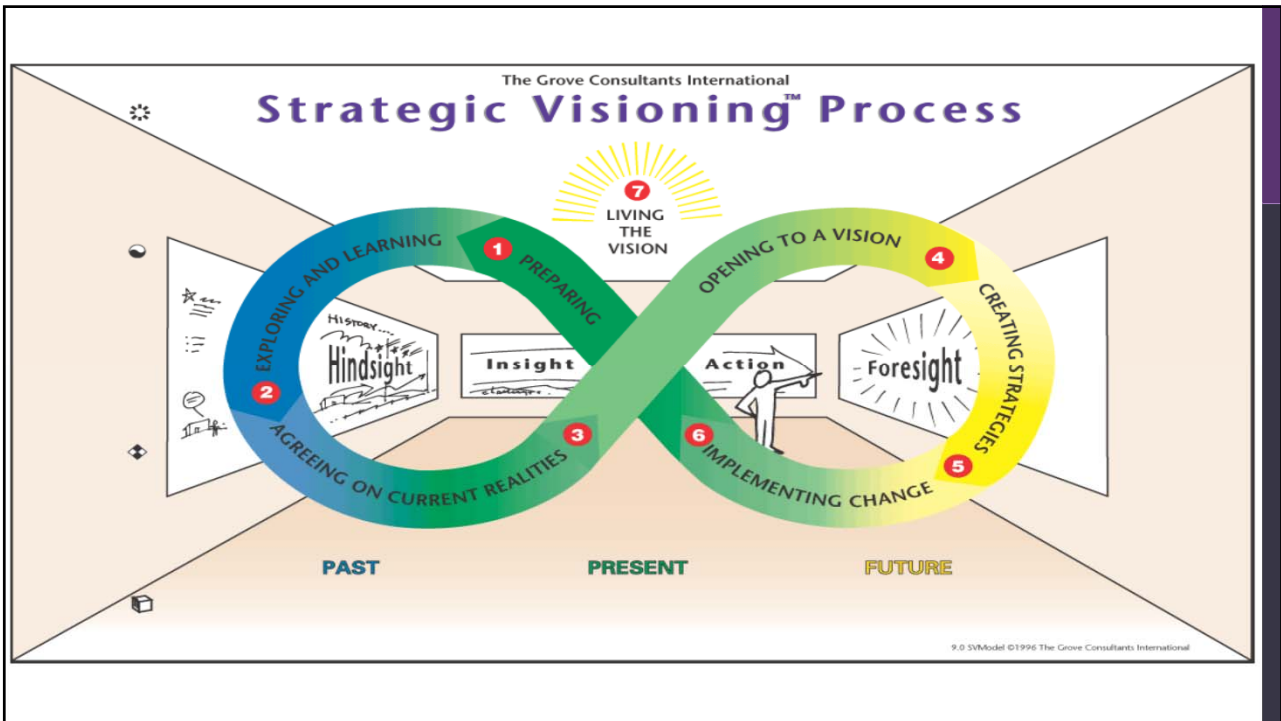 The Grove Consultants International
Strategic Visioning™ Process
7
LIVING
THE
VISION
1
PREPARING
EXPLORING AND LEARNING
2
AGREEING ON CURRENT REALITIES
3
OPENING TO A VISION
4
CREATING STRATEGIES
5
IMPLEMENTING CHANGE
6
HISTORY....
Hindsight
Insight
Action
Foresight
PAST
PRESENT
FUTURE
9.0 SVModel ©1996 The Grove Consultants International